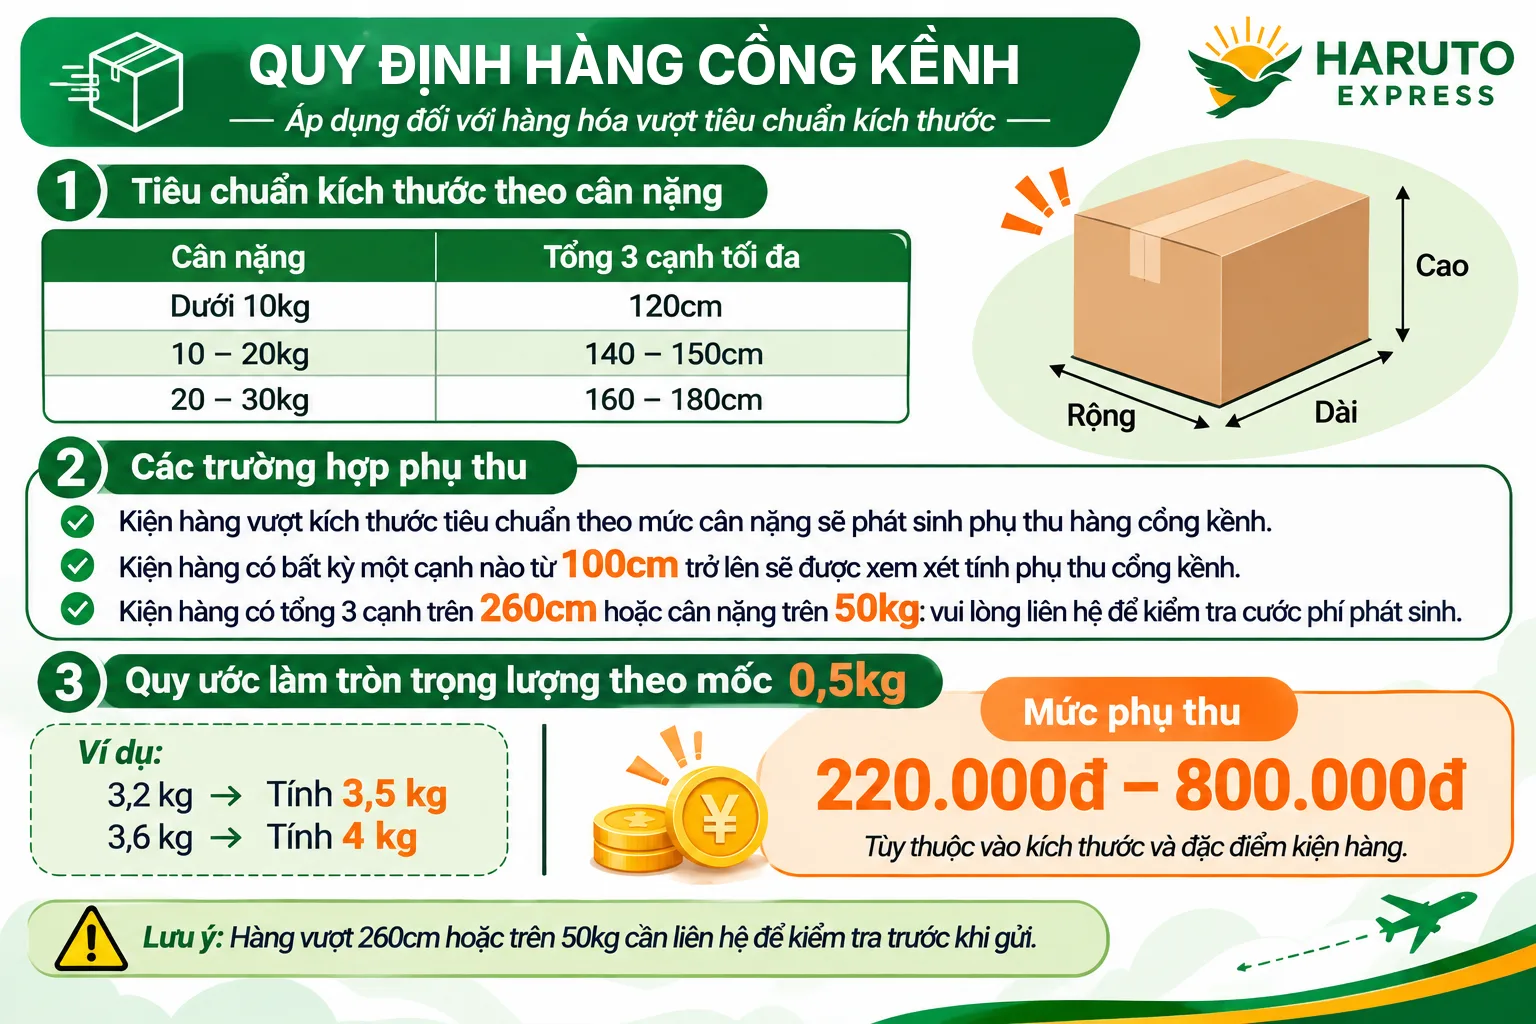 QUY ĐỊNH HÀNG CỒNG KỀNH
Áp dụng đối với hàng hóa vượt tiêu chuẩn kích thước
HARUTO
EXPRESS
1 Tiêu chuẩn kích thước theo cân nặng
Cân nặng Tổng 3 cạnh tối đa
Dưới 10kg 120cm
10 – 20kg 140 – 150cm
20 – 30kg 160 – 180cm
Cao
Rộng
Dài
2 Các trường hợp phụ thu
Kiện hàng vượt kích thước tiêu chuẩn theo mức cân nặng sẽ phát sinh phụ thu hàng cồng kềnh.
Kiện hàng có bất kỳ một cạnh nào từ 100cm trở lên sẽ được xem xét tính phụ thu cồng kềnh.
Kiện hàng có tổng 3 cạnh trên 260cm hoặc cân nặng trên 50kg: vui lòng liên hệ để kiểm tra cước phí phát sinh.
3 Quy ước làm tròn trọng lượng theo mốc 0,5kg
Ví dụ:
3,2 kg → Tính 3,5 kg
3,6 kg → Tính 4 kg
¥
Mức phụ thu
220.000đ – 800.000đ
Tùy thuộc vào kích thước và đặc điểm kiện hàng.
Lưu ý: Hàng vượt 260cm hoặc trên 50kg cần liên hệ để kiểm tra trước khi gửi.